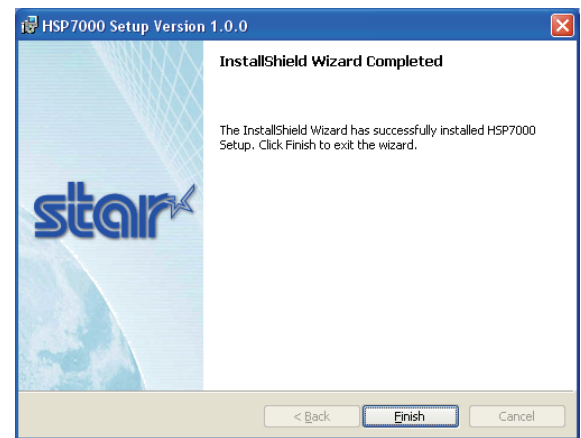 HSP7000 Setup Version 1.0.0
InstallShield Wizard Completed
The InstallShield Wizard has successfully installed HSP7000
Setup. Click Finish to exit the wizard.
star
< Back
Finish
Cancel